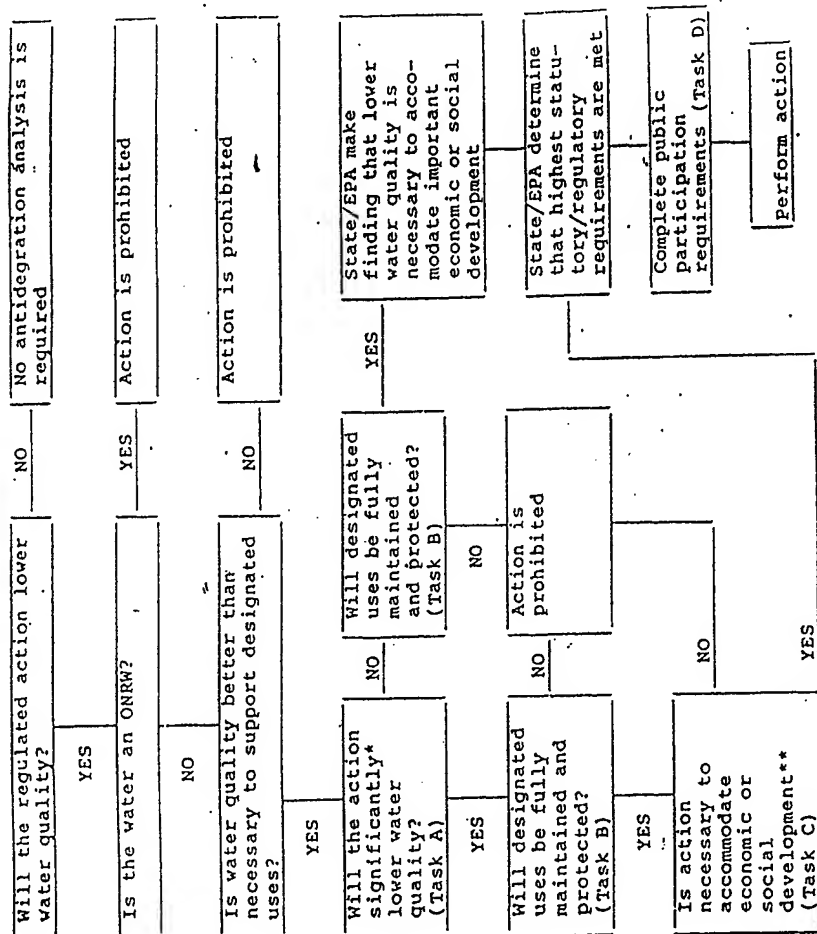 Will the regulated action lower
water quality?
NO
No antidegration analysis is
required
YES
Is the water an ONRW?
YES
Action is prohibited
NO
Is water quality better than
necessary to support designated
uses?
NO
Action is prohibited
YES
Will the action
significantly*
lower water
quality?
(Task A)
NO
Will designated
uses be fully
maintained
and protected?
(Task B)
YES
State/EPA make
finding that lower
water quality is
necessary to acco-
modate important
economic or social
development
YES
NO
Will designated
uses be fully
maintained and
protected?
(Task B)
NO
Action is
prohibited
State/EPA determine
that highest statu-
tory/regulatory
requirements are met
YES
NO
Is action
necessary to
accommodate
economic or
social
development**
(Task C)
YES
Complete public
participation
requirements (Task D)
Perform action